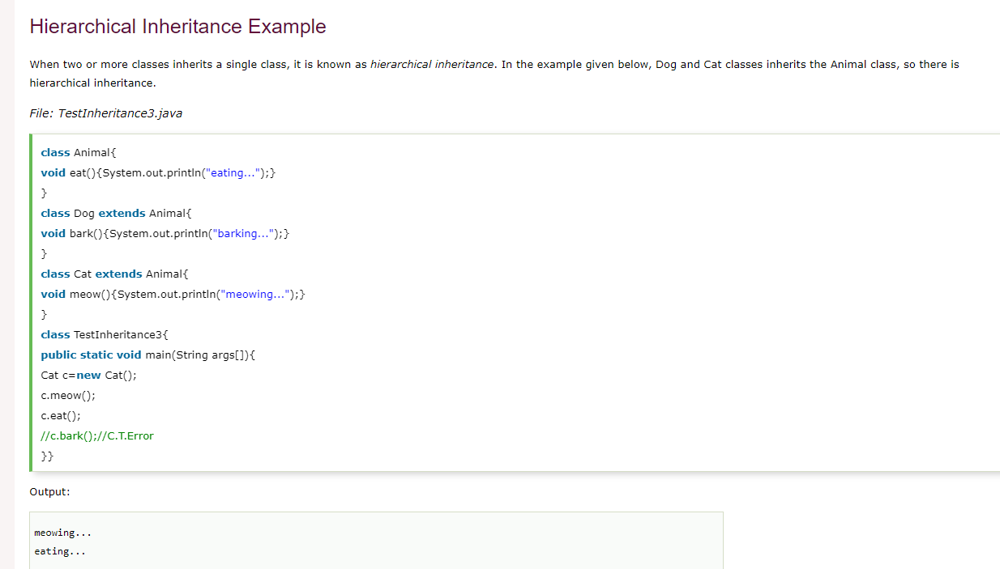 Hierarchical Inheritance Example
When two or more classes inherits a single class, it is known as hierarchical inheritance. In the example given below, Dog and Cat classes inherits the Animal class, so there is
hierarchical inheritance.
File: TestInheritance3.java
class Animal{
void eat(){System.out.println("eating...");}
}
class Dog extends Animal{
void bark(){System.out.println("barking...");}
}
class Cat extends Animal{
void meow(){System.out.println("meowing...");}
}
class TestInheritance3{
public static void main(String args[]){
Cat c=new Cat();
c.meow();
c.eat();
//c.bark();//C.T.Error
}}
Output:
meowing...
eating...